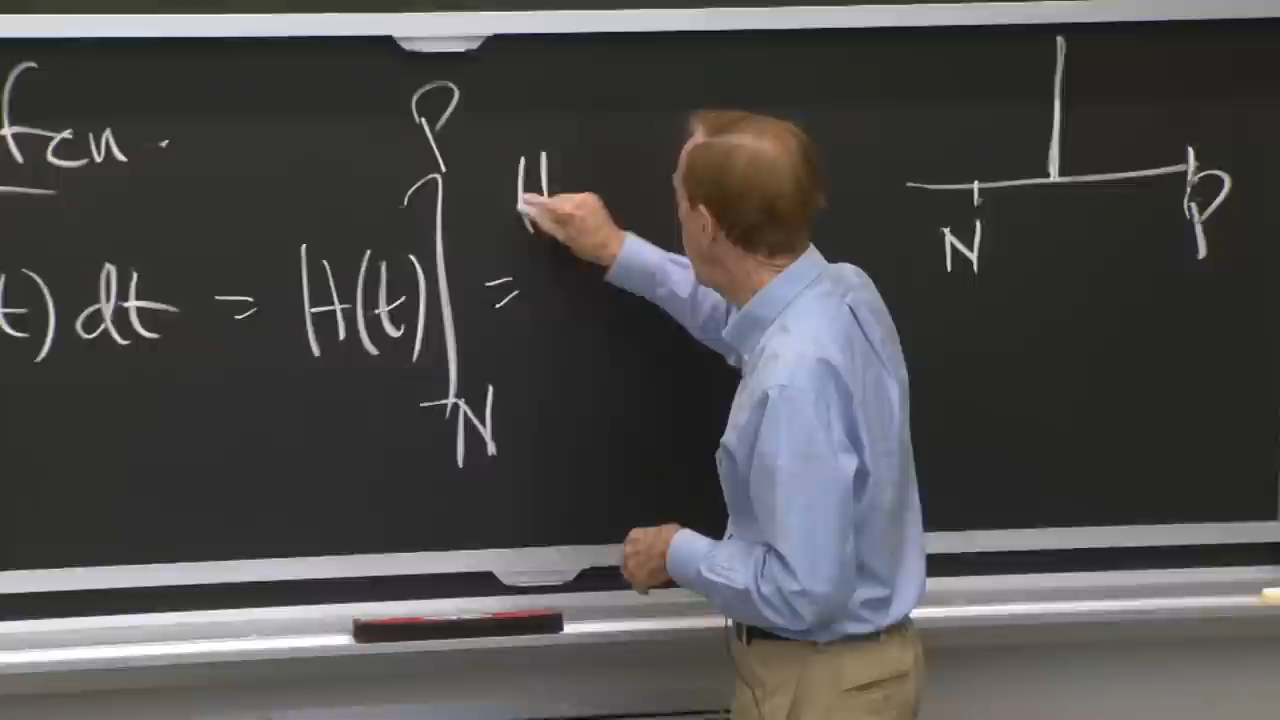 fcn.
t) dt = H(t)]
P
N
= H
N
P